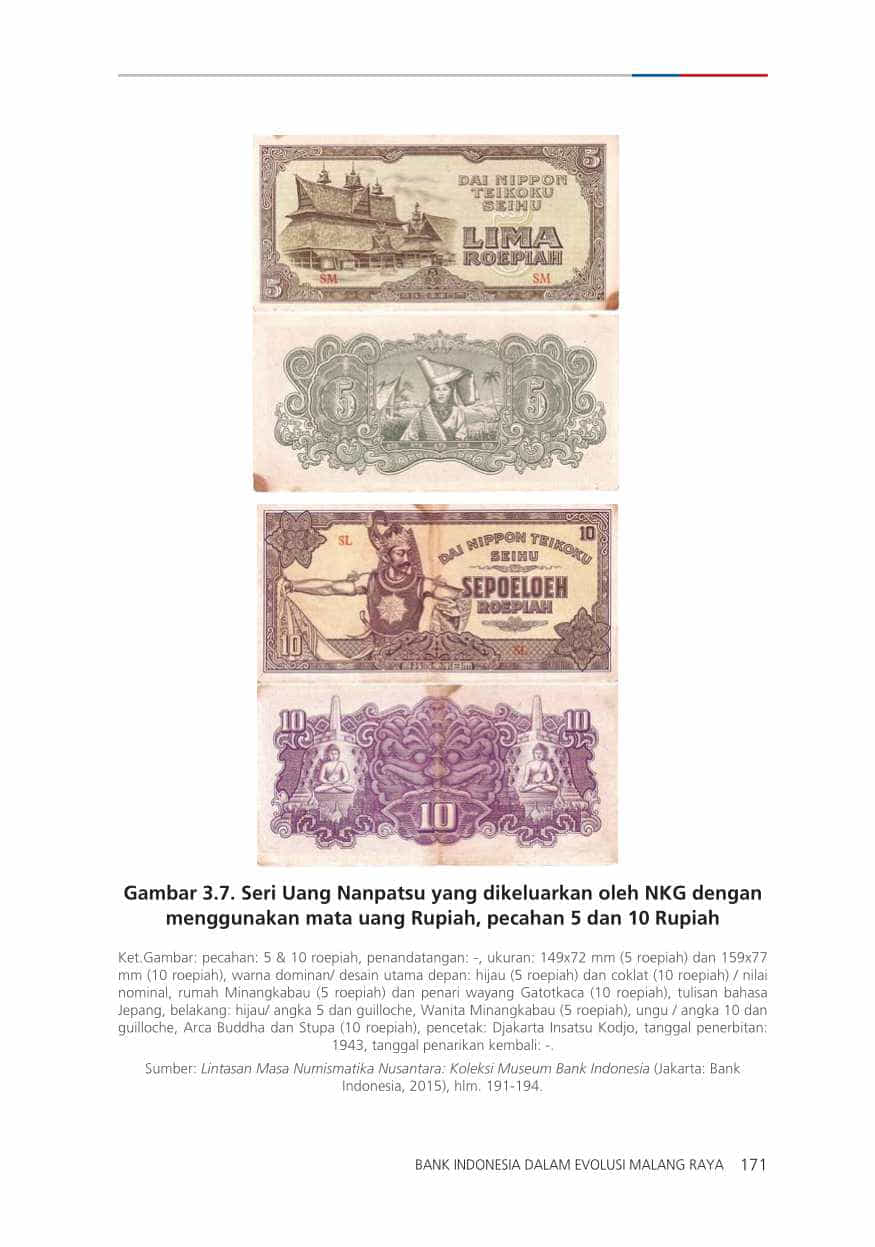 5
DAI NIPPON
TEIKOKU
SEIHU
LIMA
ROEPIAH
SM
SM
5
5
5
SL
10
DAI NIPPON TEIKOKU
SEIHU
SEPOELOEH
ROEPIAH
10
SL
10
10
10
Gambar 3.7. Seri Uang Nanpatsu yang dikeluarkan oleh NKG dengan
menggunakan mata uang Rupiah, pecahan 5 dan 10 Rupiah
Ket.Gambar: pecahan: 5 & 10 roepiah, penandatangan: -, ukuran: 149x72 mm (5 roepiah) dan 159x77
mm (10 roepiah), warna dominan/ desain utama depan: hijau (5 roepiah) dan coklat (10 roepiah) / nilai
nominal, rumah Minangkabau (5 roepiah) dan penari wayang Gatotkaca (10 roepiah), tulisan bahasa
Jepang, belakang: hijau/ angka 5 dan guilloche, Wanita Minangkabau (5 roepiah), ungu / angka 10 dan
guilloche, Arca Buddha dan Stupa (10 roepiah), pencetak: Djakarta Insatsu Kodjo, tanggal penerbitan:
1943, tanggal penarikan kembali: -.
Sumber: Lintasan Masa Numismatika Nusantara: Koleksi Museum Bank Indonesia (Jakarta: Bank
Indonesia, 2015), hlm. 191-194.
BANK INDONESIA DALAM EVOLUSI MALANG RAYA 171